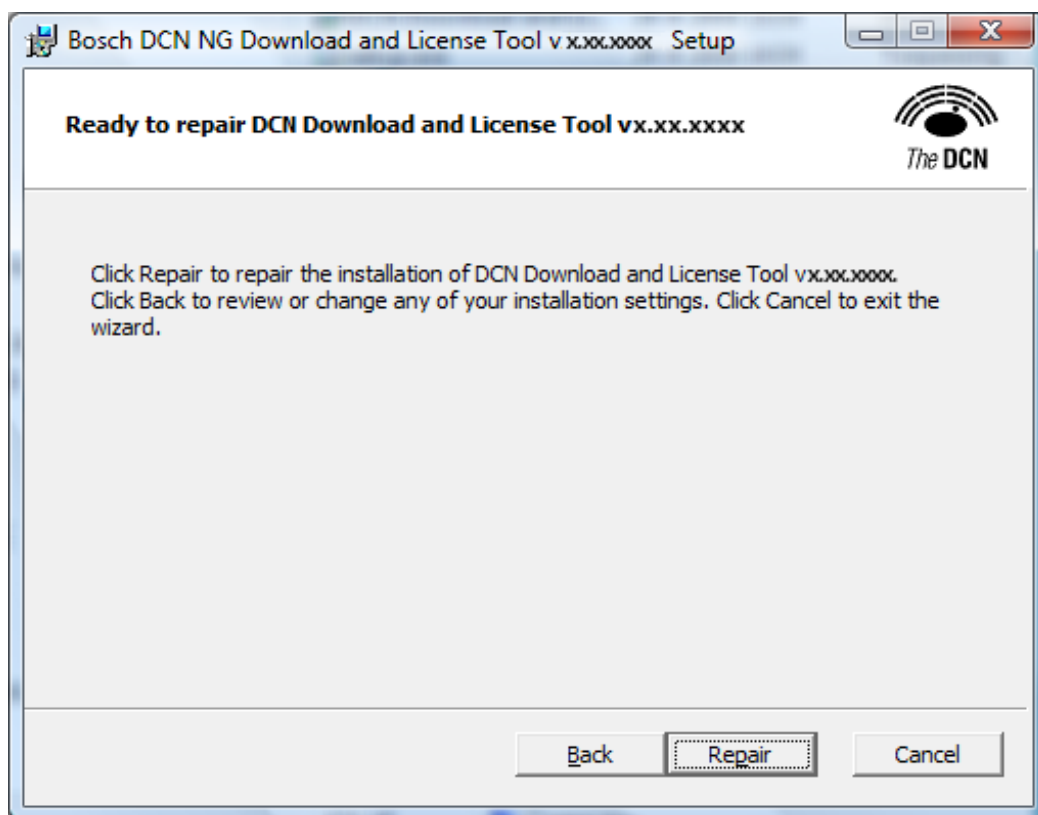 Bosch DCN NG Download and License Tool v x.xx.xxxx Setup
Ready to repair DCN Download and License Tool vx.xx.xxxx
The DCN
Click Repair to repair the installation of DCN Download and License Tool vx.xx.xxxx.
Click Back to review or change any of your installation settings. Click Cancel to exit the
wizard.
Back
Repair
Cancel